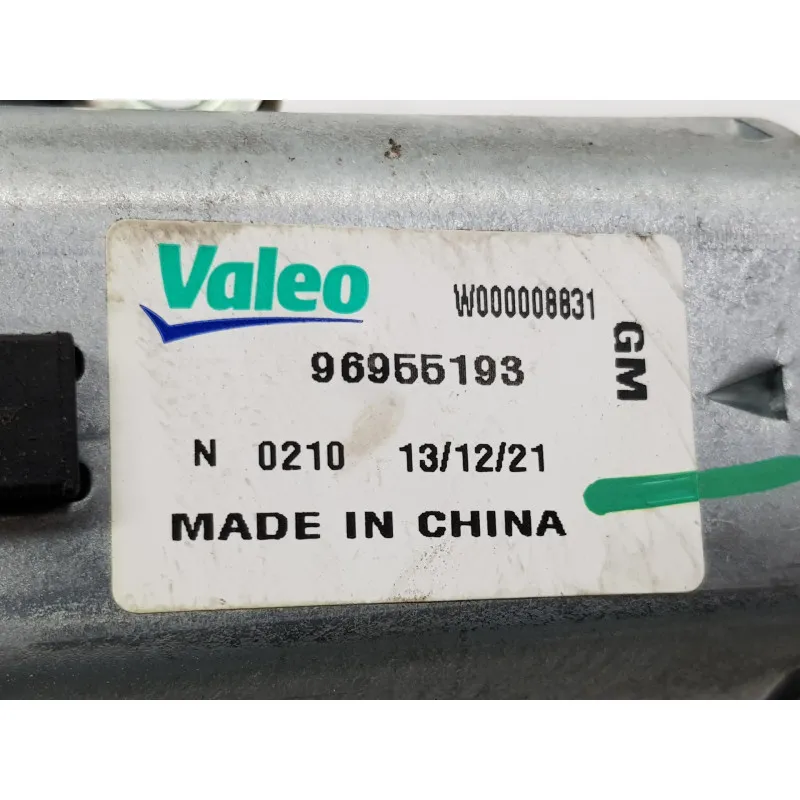 Valeo
W000008831
GM
96955193
N 0210 13/12/21
MADE IN CHINA